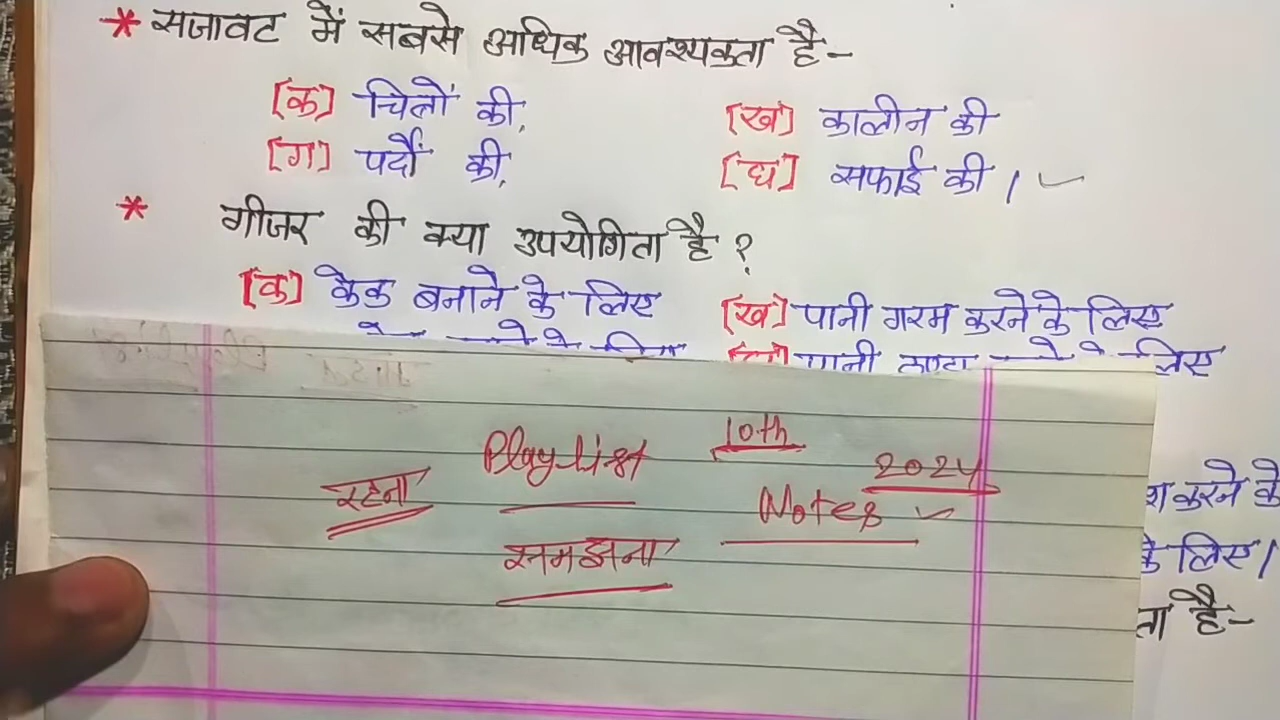 * सजावट में सबसे अधिक आवश्यकता है-
[क] चित्रों की, [ख] कालीन की
[ग] पर्दों की, [घ] सफाई की। ✓
* गीजर की क्या उपयोगिता है?
[क] केक बनाने के लिए [ख] पानी गरम करने के लिए
पानी लिए
Playlist 10th
रटना 2024
Notes ✓
समझना
श करने के
के लिए।
ता है-